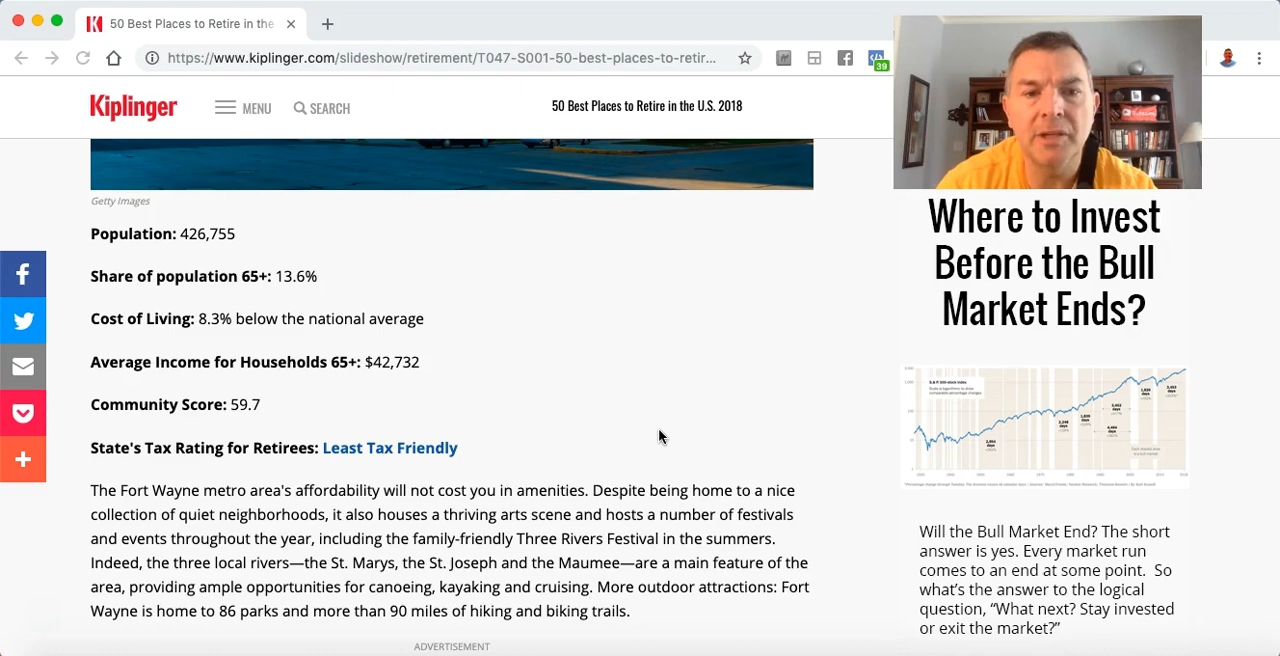 50 Best Places to Retire in the
https://www.kiplinger.com/slideshow/retirement/T047-S001-50-best-places-to-retir...
39
Kiplinger
MENU
SEARCH
50 Best Places to Retire in the U.S. 2018
Getty Images
Population: 426,755
Share of population 65+: 13.6%
Cost of Living: 8.3% below the national average
Average Income for Households 65+: $42,732
Community Score: 59.7
State's Tax Rating for Retirees: Least Tax Friendly
The Fort Wayne metro area's affordability will not cost you in amenities. Despite being home to a nice
collection of quiet neighborhoods, it also houses a thriving arts scene and hosts a number of festivals
and events throughout the year, including the family-friendly Three Rivers Festival in the summers.
Indeed, the three local rivers—the St. Marys, the St. Joseph and the Maumee—are a main feature of the
area, providing ample opportunities for canoeing, kayaking and cruising. More outdoor attractions: Fort
Wayne is home to 86 parks and more than 90 miles of hiking and biking trails.
ADVERTISEMENT
Where to Invest
Before the Bull
Market Ends?
Will the Bull Market End? The short
answer is yes. Every market run
comes to an end at some point. So
what's the answer to the logical
question, “What next? Stay invested
or exit the market?”